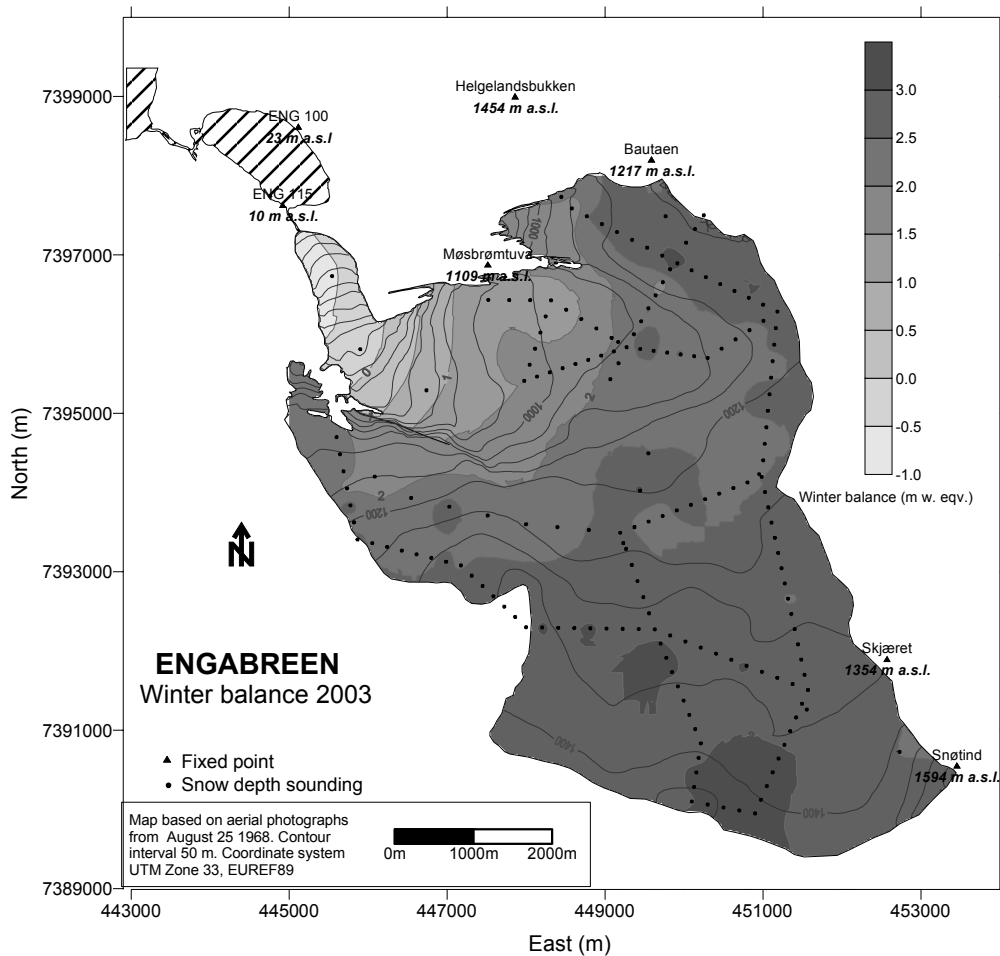 7399000
7397000
7395000
7393000
7391000
7389000
North (m)
443000
445000
447000
449000
451000
453000
East (m)
ENG 100
23 m a.s.l
ENG 115
10 m a.s.l.
Helgelandsbukken
1454 m a.s.l.
Bautaen
1217 m a.s.l.
Møsbrømtuva
1109 m a.s.l.
Skjæret
1354 m a.s.l.
Snøtind
1594 m a.s.l.
1000
0
1
1000
2
1200
2
1200
1400
1400
3.0
2.5
2.0
1.5
1.0
0.5
0.0
-0.5
-1.0
Winter balance (m w. eqv.)
N
ENGABREEN
Winter balance 2003
Fixed point
Snow depth sounding
Map based on aerial photographs
from August 25 1968. Contour
interval 50 m. Coordinate system
UTM Zone 33, EUREF89
0m 1000m 2000m